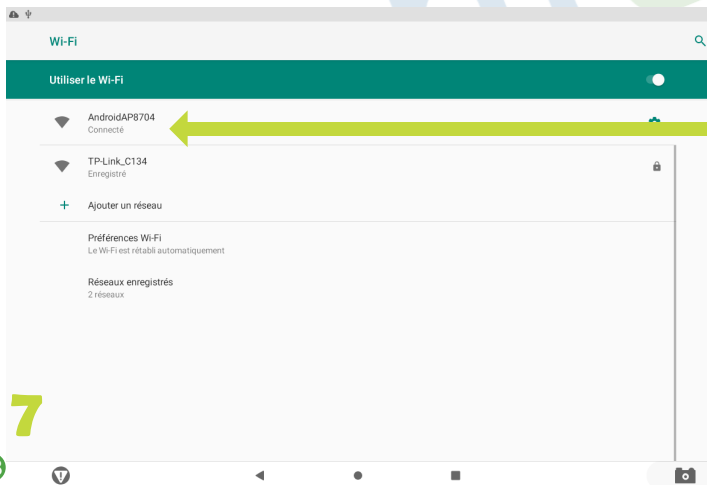 Wi-Fi
Utiliser le Wi-Fi
AndroidAP8704
Connecté
TP-Link_C134
Enregistré
Ajouter un réseau
Préférences Wi-Fi
Le Wi-Fi est rétabli automatiquement
Réseaux enregistrés
2 réseaux
7